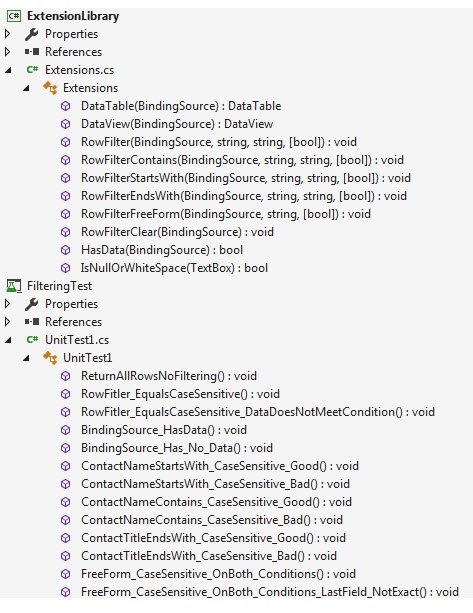 C# ExtensionLibrary
Properties
References
C# Extensions.cs
Extensions
DataTable(BindingSource) : DataTable
DataView(BindingSource) : DataView
RowFilter(BindingSource, string, string, [bool]) : void
RowFilterContains(BindingSource, string, string, [bool]) : void
RowFilterStartsWith(BindingSource, string, string, [bool]) : void
RowFilterEndsWith(BindingSource, string, string, [bool]) : void
RowFilterFreeForm(BindingSource, string, [bool]) : void
RowFilterClear(BindingSource) : void
HasData(BindingSource) : bool
IsNullOrWhiteSpace(TextBox) : bool
FilteringTest
Properties
References
C# UnitTest1.cs
UnitTest1
ReturnAllRowsNoFiltering() : void
RowFitler_EqualsCaseSensitive() : void
RowFitler_EqualsCaseSensitive_DataDoesNotMeetCondition() : void
BindingSource_HasData() : void
BindingSource_Has_No_Data() : void
ContactNameStartsWith_CaseSensitive_Good() : void
ContactNameStartsWith_CaseSensitive_Bad() : void
ContactNameContains_CaseSensitive_Good() : void
ContactNameContains_CaseSensitive_Bad() : void
ContactTitleEndsWith_CaseSensitive_Good() : void
ContactTitleEndsWith_CaseSensitive_Bad() : void
FreeForm_CaseSensitive_OnBoth_Conditions() : void
FreeForm_CaseSensitive_OnBoth_Conditions_LastField_NotExact() : void